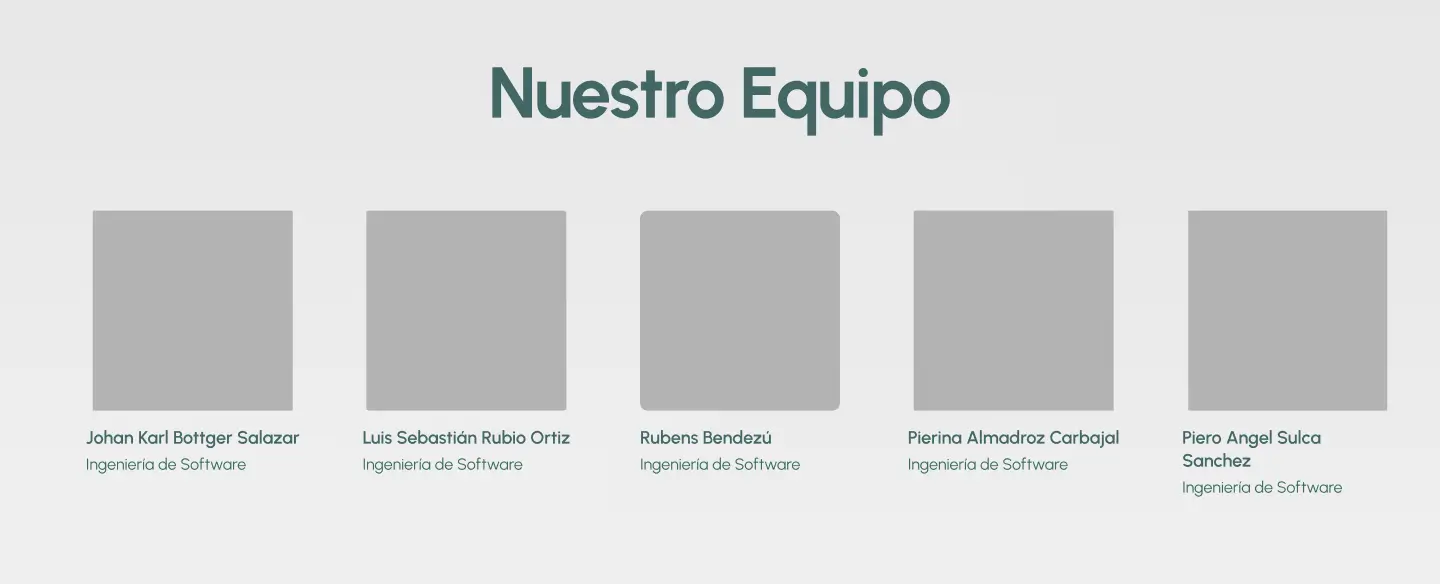 Nuestro Equipo
Johan Karl Bottger Salazar
Ingeniería de Software
Luis Sebastián Rubio Ortiz
Ingeniería de Software
Rubens Bendezú
Ingeniería de Software
Pierina Almadroz Carbajal
Ingeniería de Software
Piero Angel Sulca
Sanchez
Ingeniería de Software